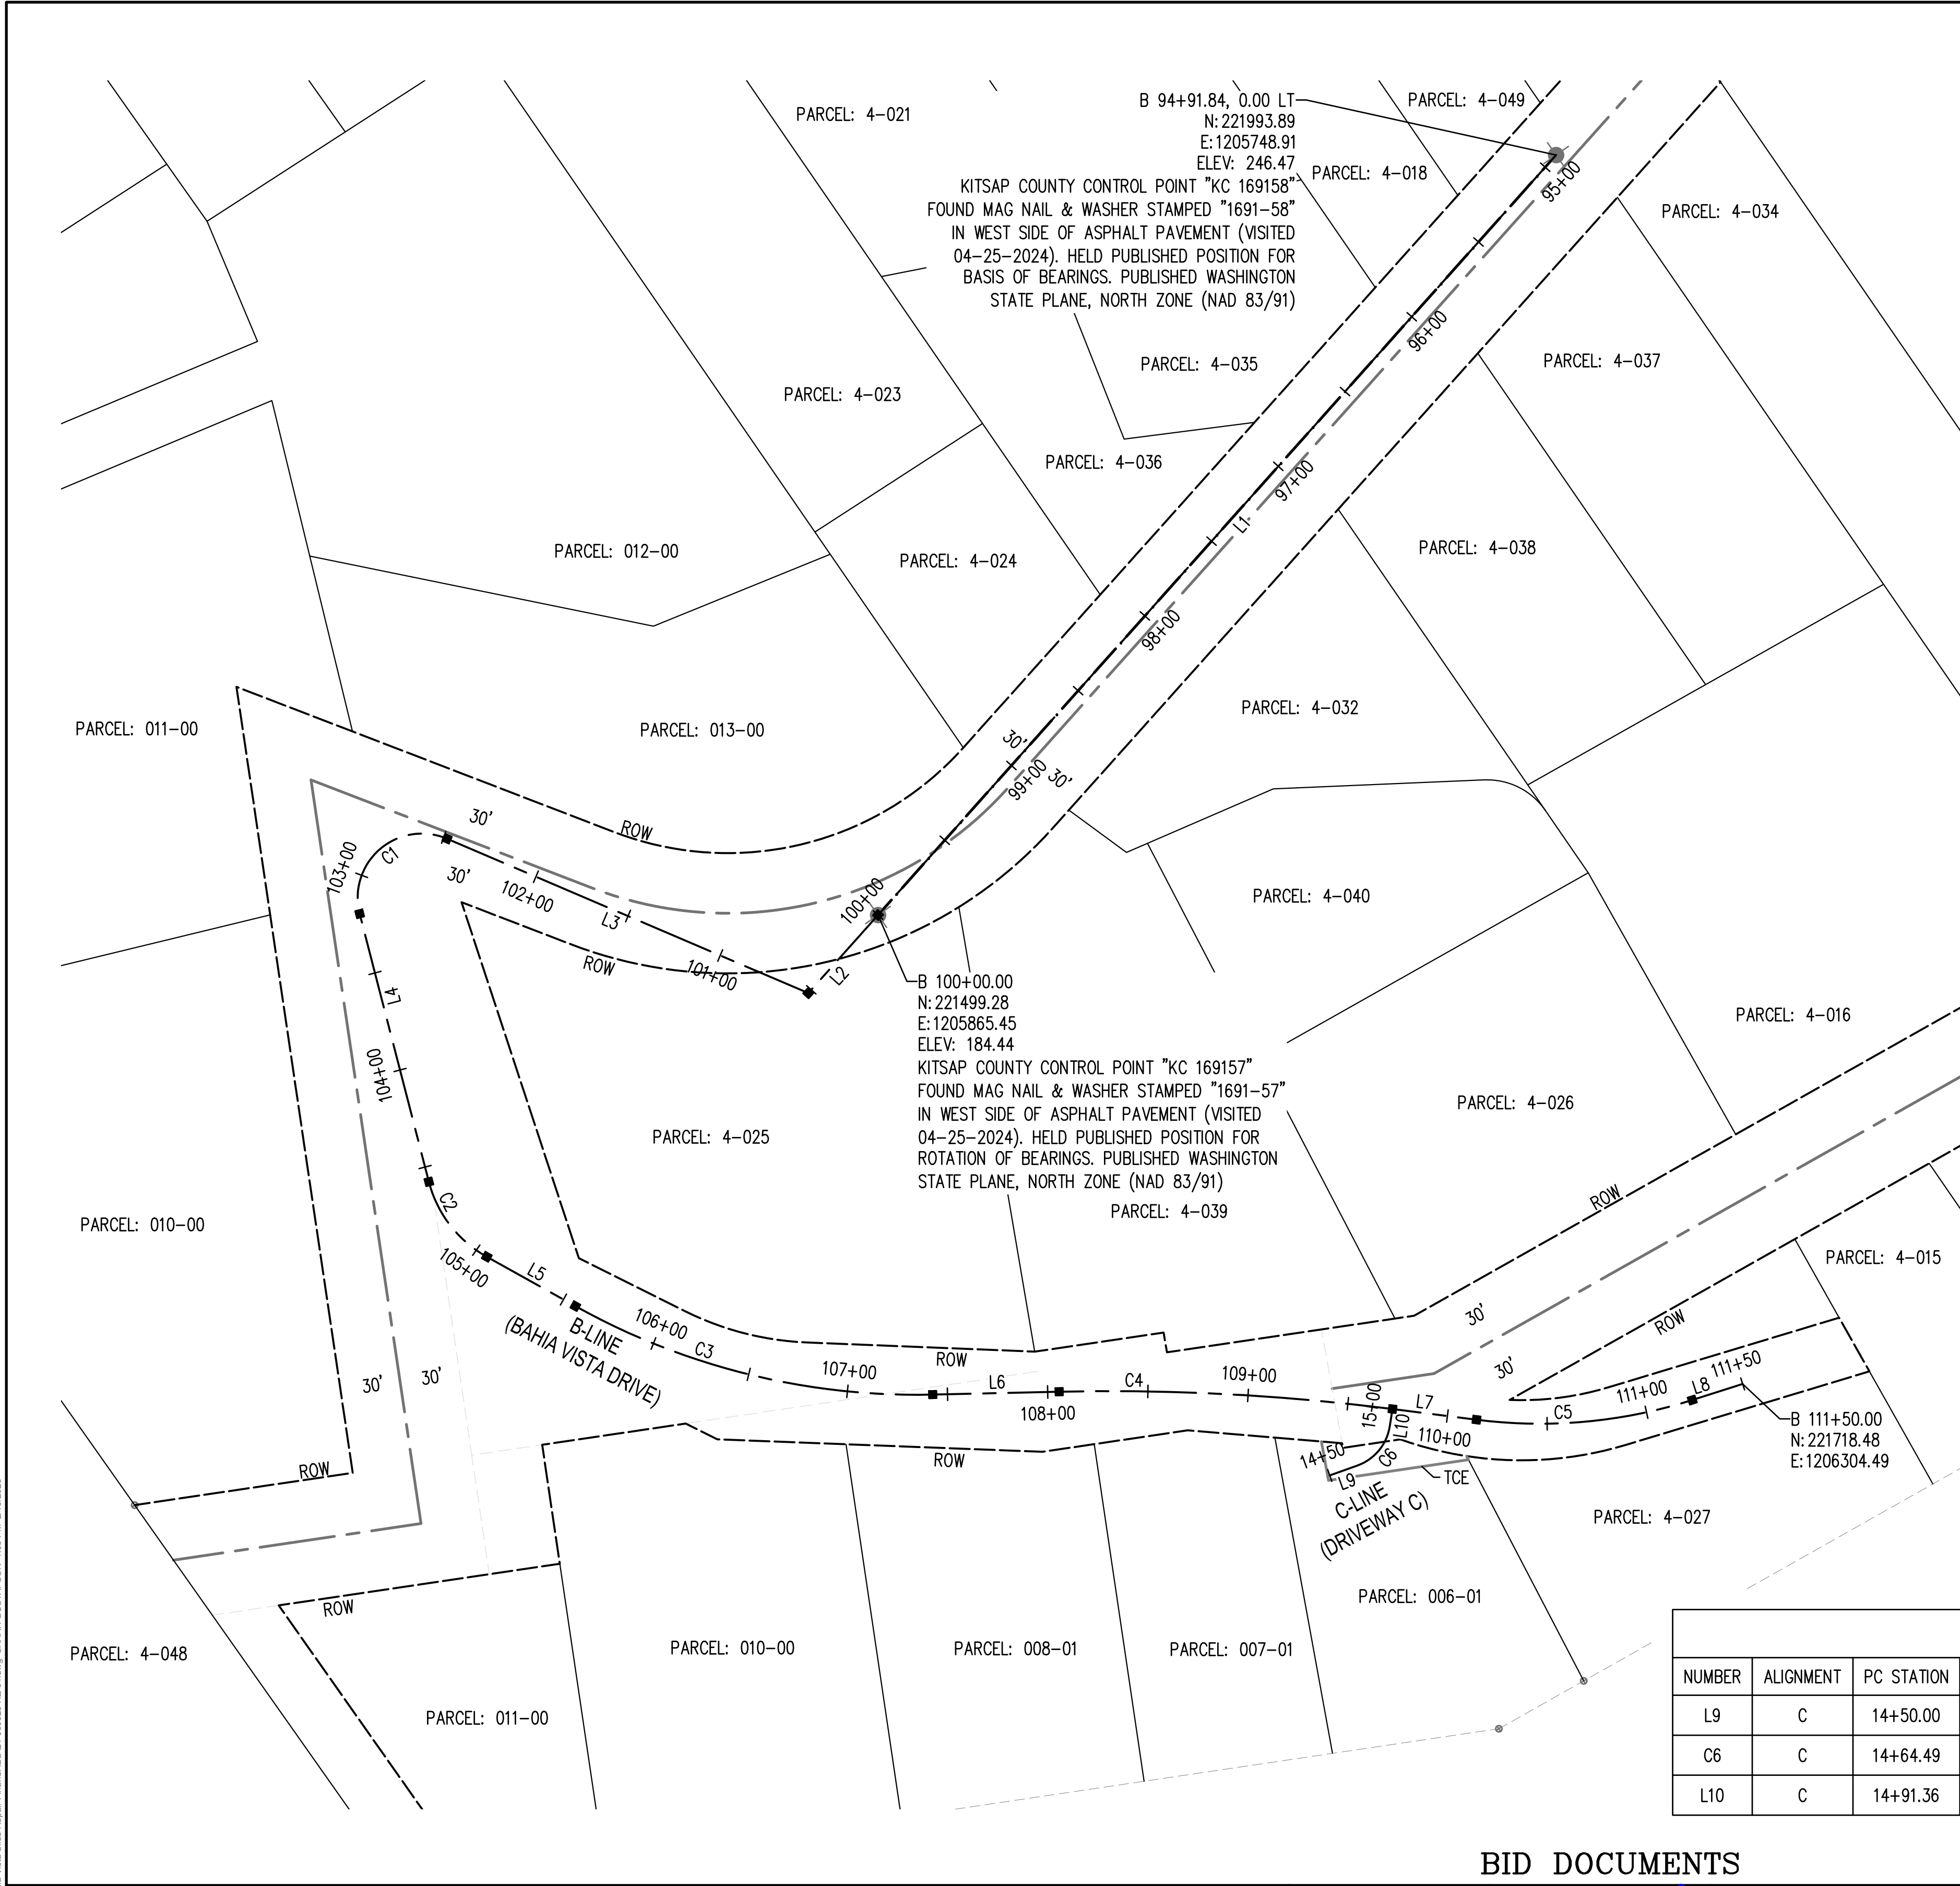 PARCEL: 4-021
B 94+91.84, 0.00 LT
N:221993.89
E:1205748.91
ELEV: 246.47
KITSAP COUNTY CONTROL POINT "KC 169158"
FOUND MAG NAIL & WASHER STAMPED "1691-58"
IN WEST SIDE OF ASPHALT PAVEMENT (VISITED
04-25-2024). HELD PUBLISHED POSITION FOR
BASIS OF BEARINGS. PUBLISHED WASHINGTON
STATE PLANE, NORTH ZONE (NAD 83/91)
PARCEL: 4-049
PARCEL: 4-018
95+00
PARCEL: 4-034
96+00
PARCEL: 4-037
PARCEL: 4-035
PARCEL: 4-023
PARCEL: 4-036
97+00
L1
PARCEL: 012-00
PARCEL: 4-024
PARCEL: 4-038
98+00
PARCEL: 4-032
PARCEL: 011-00
PARCEL: 013-00
30'
99+00
30'
30'
ROW
103+00
C1
30'
102+00
L3
100+00
PARCEL: 4-040
ROW
101+00
L2
B 100+00.00
N:221499.28
E:1205865.45
ELEV: 184.44
KITSAP COUNTY CONTROL POINT "KC 169157"
FOUND MAG NAIL & WASHER STAMPED "1691-57"
IN WEST SIDE OF ASPHALT PAVEMENT (VISITED
04-25-2024). HELD PUBLISHED POSITION FOR
ROTATION OF BEARINGS. PUBLISHED WASHINGTON
STATE PLANE, NORTH ZONE (NAD 83/91)
L4
104+00
PARCEL: 4-016
PARCEL: 4-026
PARCEL: 4-025
PARCEL: 4-039
C2
ROW
PARCEL: 010-00
105+00
L5
PARCEL: 4-015
B-LINE
(BAHIA VISTA DRIVE)
106+00
C3
30'
ROW
30'
30'
107+00
ROW
L6
C4
109+00
30'
108+00
15+00
L7
L10
C5
111+00
L8
111+50
B 111+50.00
N:221718.48
E:1206304.49
110+00
14+50
C6
L9
TCE
C-LINE
(DRIVEWAY C)
ROW
ROW
PARCEL: 4-027
PARCEL: 006-01
ROW
PARCEL: 4-048
PARCEL: 010-00
PARCEL: 008-01
PARCEL: 007-01
PARCEL: 011-00
NUMBER ALIGNMENT PC STATION
L9 C 14+50.00
C6 C 14+64.49
L10 C 14+91.36
BID DOCUMENTS